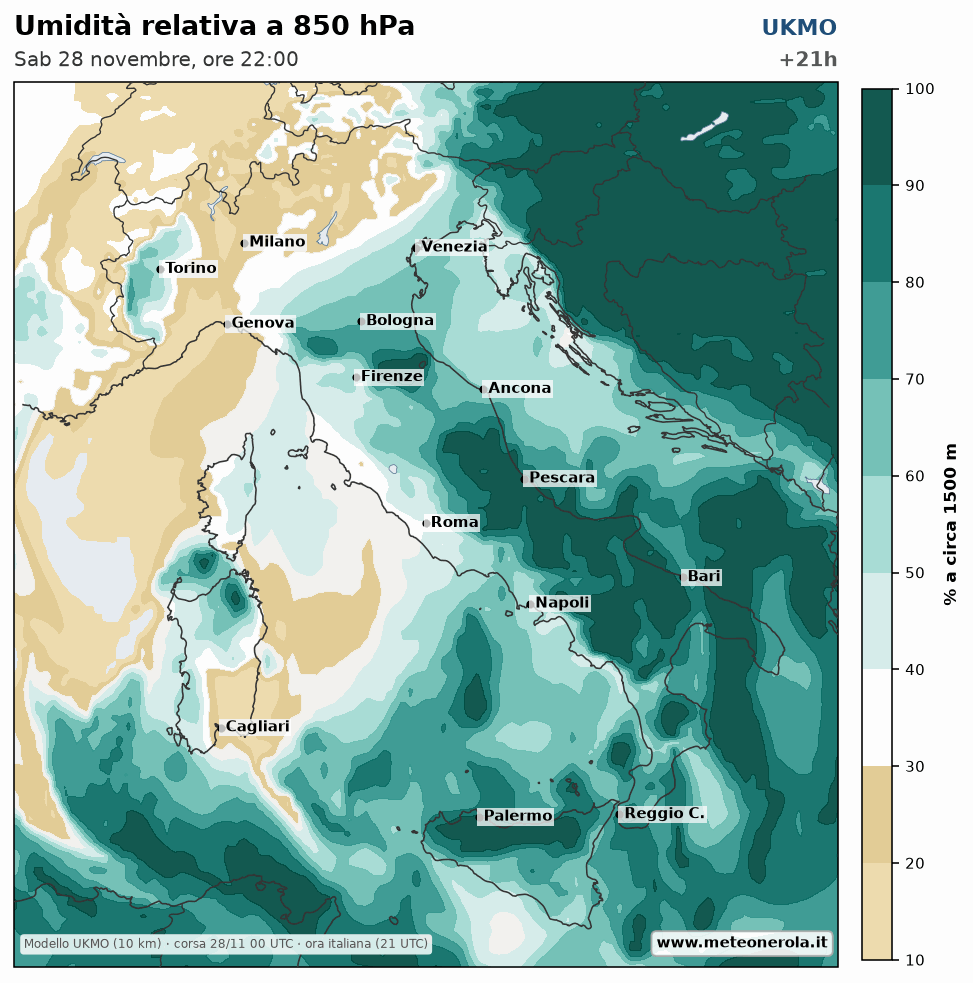 Umidità relativa a 850 hPa
UKMO
Sab 28 novembre, ore 22:00
+21h
100
90
80
70
60
50
40
30
20
10
% a circa 1500 m
Milano
Venezia
Torino
Genova
Bologna
Firenze
Ancona
Pescara
Roma
Bari
Napoli
Cagliari
Palermo
Reggio C.
Modello UKMO (10 km) · corsa 28/11 00 UTC · ora italiana (21 UTC)
www.meteonerola.it